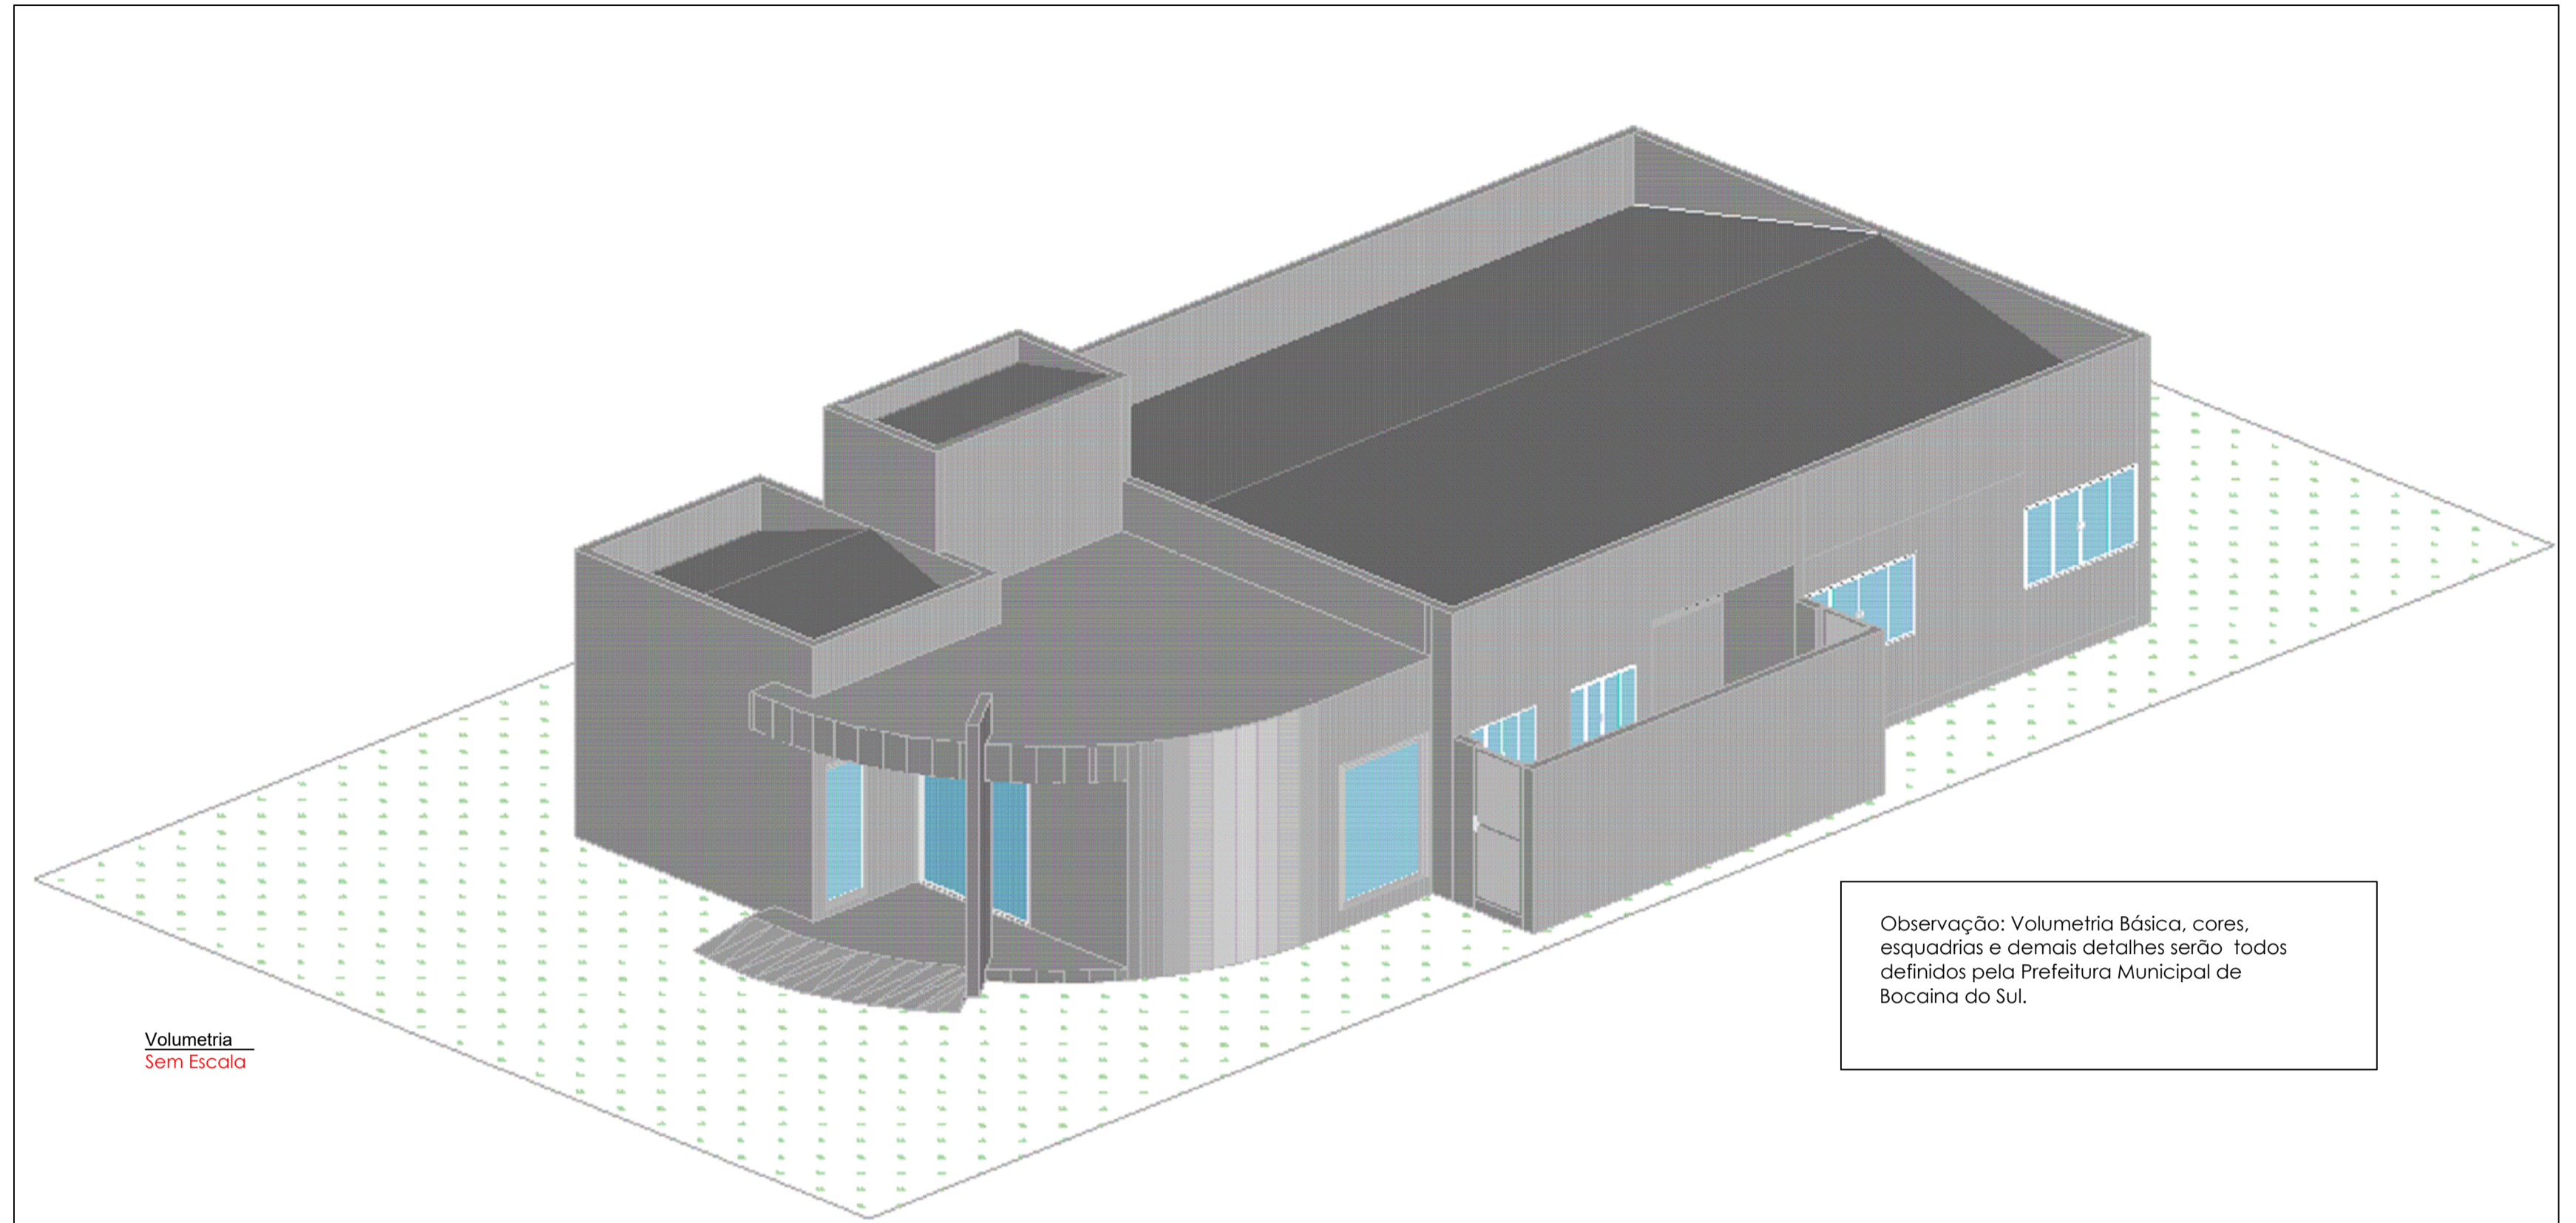 Observação: Volumetria Básica, cores,
esquadrias e demais detalhes serão todos
definidos pela Prefeitura Municipal de
Bocaina do Sul.
Volumetria
Sem Escala